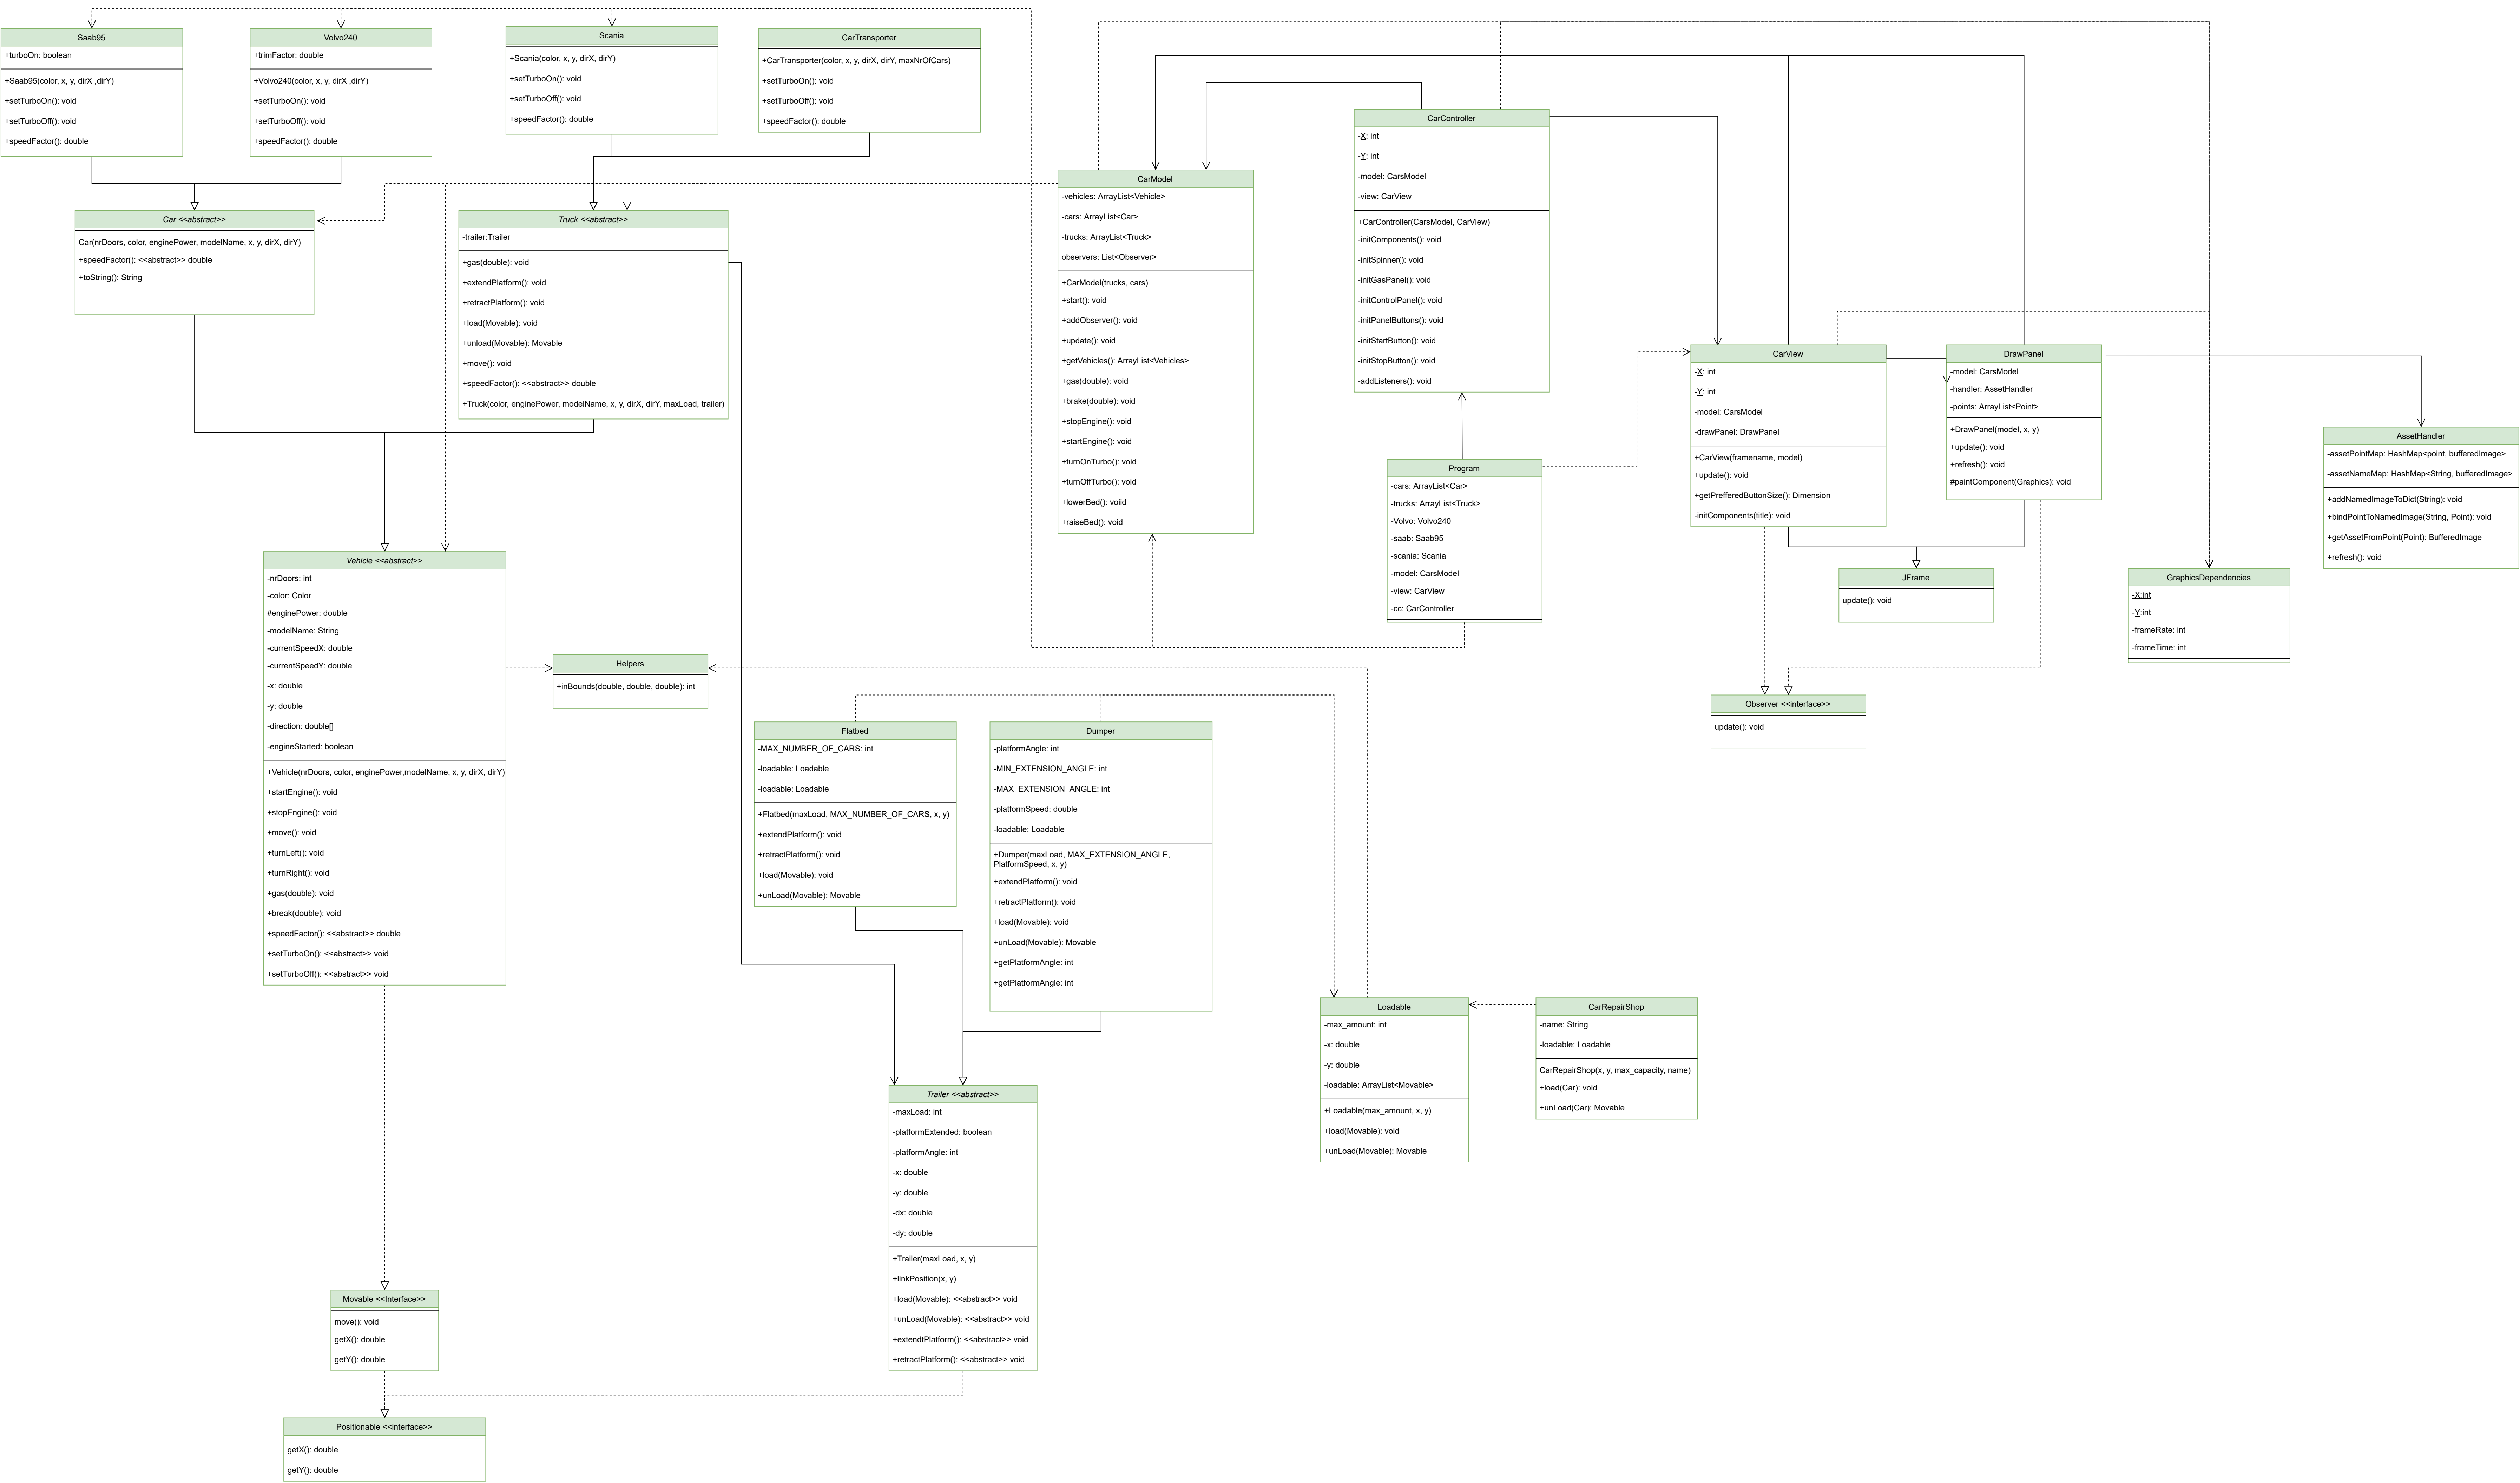 Saab95
+turboOn: boolean
+Saab95(color, x, y, dirX ,dirY)
+setTurboOn(): void
+setTurboOff(): void
+speedFactor(): double
Volvo240
+trimFactor: double
+Volvo240(color, x, y, dirX ,dirY)
+setTurboOn(): void
+setTurboOff(): void
+speedFactor(): double
Scania
+Scania(color, x, y, dirX, dirY)
+setTurboOn(): void
+setTurboOff(): void
+speedFactor(): double
CarTransporter
+CarTransporter(color, x, y, dirX, dirY, maxNrOfCars)
+setTurboOn(): void
+setTurboOff(): void
+speedFactor(): double
Car <<abstract>>
Car(nrDoors, color, enginePower, modelName, x, y, dirX, dirY)
+speedFactor(): <<abstract>> double
+toString(): String
Truck <<abstract>>
-trailer:Trailer
+gas(double): void
+extendPlatform(): void
+retractPlatform(): void
+load(Movable): void
+unload(Movable): Movable
+move(): void
+speedFactor(): <<abstract>> double
+Truck(color, enginePower, modelName, x, y, dirX, dirY, maxLoad, trailer)
CarModel
-vehicles: ArrayList<Vehicle>
-cars: ArrayList<Car>
-trucks: ArrayList<Truck>
observers: List<Observer>
+CarModel(trucks, cars)
+start(): void
+addObserver(): void
+update(): void
+getVehicles(): ArrayList<Vehicles>
+gas(double): void
+brake(double): void
+stopEngine(): void
+startEngine(): void
+turnOnTurbo(): void
+turnOffTurbo(): void
+lowerBed(): voiid
+raiseBed(): void
CarController
-X: int
-Y: int
-model: CarsModel
-view: CarView
+CarController(CarsModel, CarView)
-initComponents(): void
-initSpinner(): void
-initGasPanel(): void
-initControlPanel(): void
-initPanelButtons(): void
-initStartButton(): void
-initStopButton(): void
-addListeners(): void
CarView
-X: int
-Y: int
-model: CarsModel
-drawPanel: DrawPanel
+CarView(framename, model)
+update(): void
+getPrefferedButtonSize(): Dimension
-initComponents(title): void
DrawPanel
-model: CarsModel
-handler: AssetHandler
-points: ArrayList<Point>
+DrawPanel(model, x, y)
+update(): void
+refresh(): void
#paintComponent(Graphics): void
AssetHandler
-assetPointMap: HashMap<point, bufferedImage>
-assetNameMap: HashMap<String, bufferedImage>
+addNamedImageToDict(String): void
+bindPointToNamedImage(String, Point): void
+getAssetFromPoint(Point): BufferedImage
+refresh(): void
Program
-cars: ArrayList<Car>
-trucks: ArrayList<Truck>
-Volvo: Volvo240
-saab: Saab95
-scania: Scania
-model: CarsModel
-view: CarView
-cc: CarController
JFrame
update(): void
GraphicsDependencies
-X:int
-Y:int
-frameRate: int
-frameTime: int
Observer <<interface>>
update(): void
Vehicle <<abstract>>
-nrDoors: int
-color: Color
#enginePower: double
-modelName: String
-currentSpeedX: double
-currentSpeedY: double
-x: double
-y: double
-direction: double[]
-engineStarted: boolean
+Vehicle(nrDoors, color, enginePower,modelName, x, y, dirX, dirY)
+startEngine(): void
+stopEngine(): void
+move(): void
+turnLeft(): void
+turnRight(): void
+gas(double): void
+break(double): void
+speedFactor(): <<abstract>> double
+setTurboOn(): <<abstract>> void
+setTurboOff(): <<abstract>> void
Helpers
+inBounds(double, double, double): int
Flatbed
-MAX_NUMBER_OF_CARS: int
-loadable: Loadable
-loadable: Loadable
+Flatbed(maxLoad, MAX_NUMBER_OF_CARS, x, y)
+extendPlatform(): void
+retractPlatform(): void
+load(Movable): void
+unLoad(Movable): Movable
Dumper
-platformAngle: int
-MIN_EXTENSION_ANGLE: int
-MAX_EXTENSION_ANGLE: int
-platformSpeed: double
-loadable: Loadable
+Dumper(maxLoad, MAX_EXTENSION_ANGLE,
PlatformSpeed, x, y)
+extendPlatform(): void
+retractPlatform(): void
+load(Movable): void
+unLoad(Movable): Movable
+getPlatformAngle: int
+getPlatformAngle: int
Loadable
-max_amount: int
-x: double
-y: double
-loadable: ArrayList<Movable>
+Loadable(max_amount, x, y)
+load(Movable): void
+unLoad(Movable): Movable
CarRepairShop
-name: String
-loadable: Loadable
CarRepairShop(x, y, max_capacity, name)
+load(Car): void
+unLoad(Car): Movable
Trailer <<abstract>>
-maxLoad: int
-platformExtended: boolean
-platformAngle: int
-x: double
-y: double
-dx: double
-dy: double
+Trailer(maxLoad, x, y)
+linkPosition(x, y)
+load(Movable): <<abstract>> void
+unLoad(Movable): <<abstract>> void
+extendtPlatform(): <<abstract>> void
+retractPlatform(): <<abstract>> void
Movable <<Interface>>
move(): void
getX(): double
getY(): double
Positionable <<interface>>
getX(): double
getY(): double